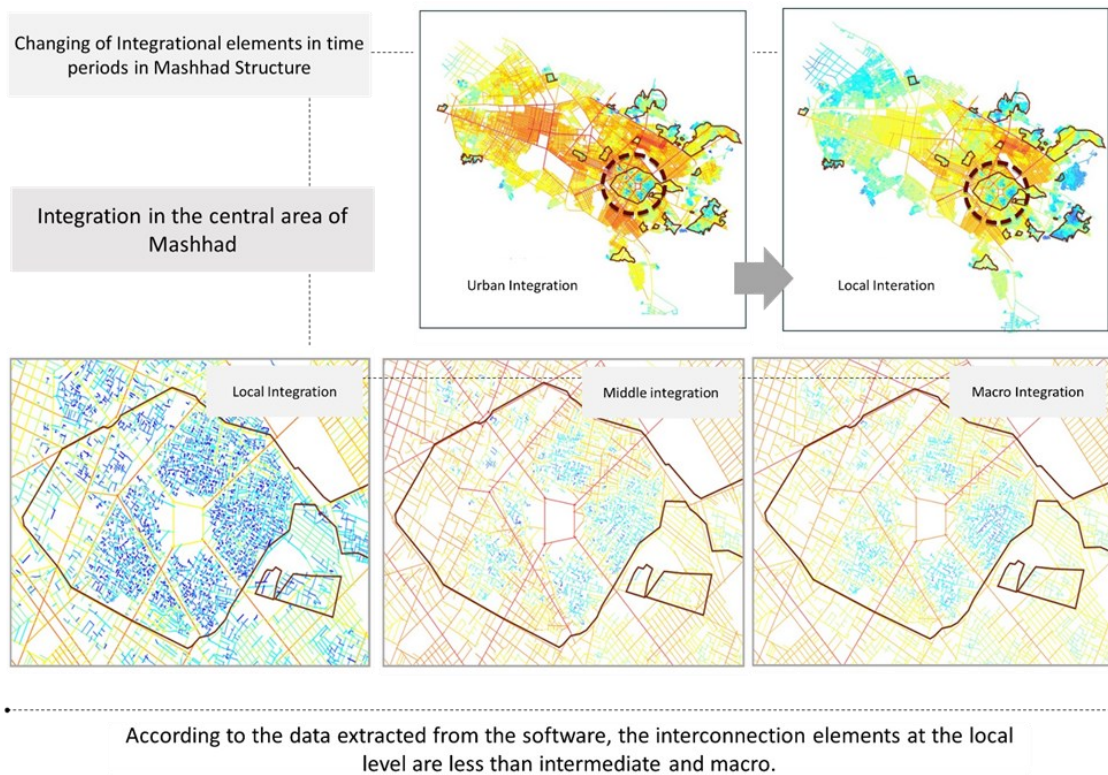 Changing of Integrational elements in time
periods in Mashhad Structure
Integration in the central area of
Mashhad
Urban Integration
Local Interation
Local Integration
Middle integration
Macro Integration
According to the data extracted from the software, the interconnection elements at the local
level are less than intermediate and macro.